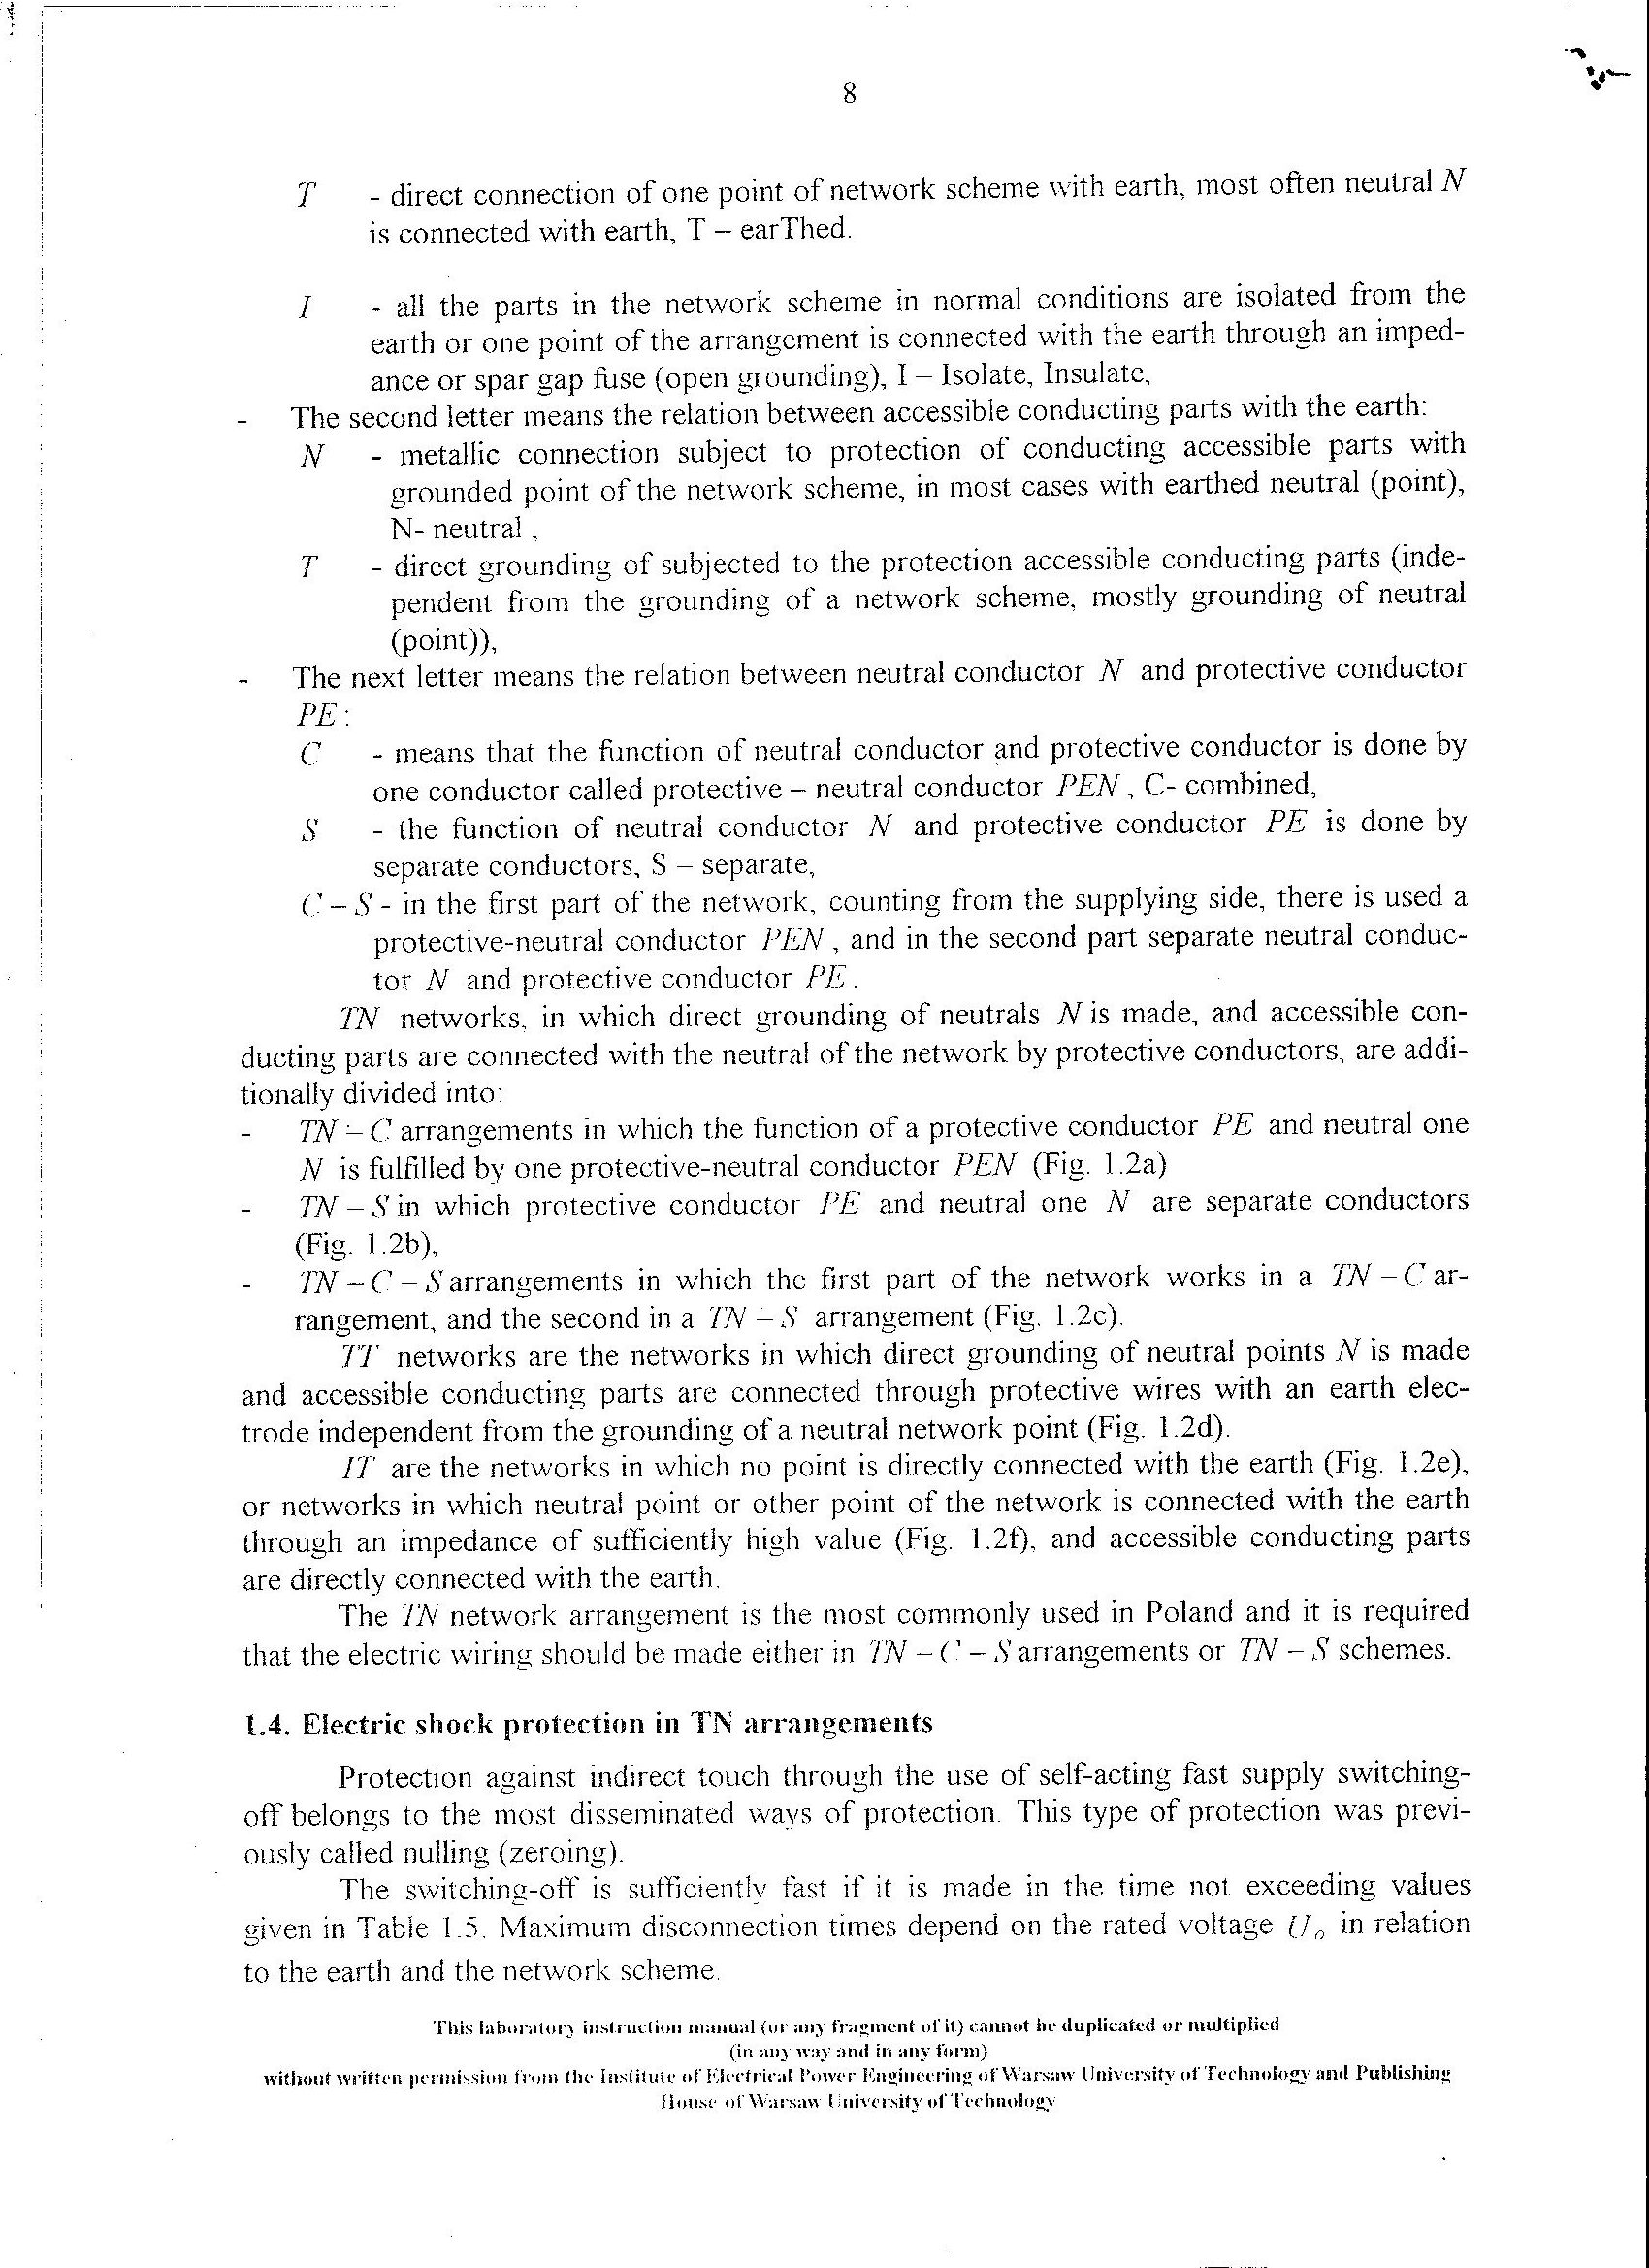 8
T - direct connection of one point of network scheme with earth, most often neutral N
is connected with earth, T – earThed.
I - all the parts in the network scheme in normal conditions are isolated from the
earth or one point of the arrangement is connected with the earth through an imped-
ance or spar gap fuse (open grounding), I – Isolate, Insulate,
- The second letter means the relation between accessible conducting parts with the earth:
N - metallic connection subject to protection of conducting accessible parts with
grounded point of the network scheme, in most cases with earthed neutral (point),
N- neutral ,
T - direct grounding of subjected to the protection accessible conducting parts (inde-
pendent from the grounding of a network scheme, mostly grounding of neutral
(point)),
- The next letter means the relation between neutral conductor N and protective conductor
PE :
C - means that the function of neutral conductor and protective conductor is done by
one conductor called protective – neutral conductor PEN , C- combined,
S - the function of neutral conductor N and protective conductor PE is done by
separate conductors, S – separate,
C – S - in the first part of the network, counting from the supplying side, there is used a
protective-neutral conductor PEN , and in the second part separate neutral conduc-
tor N and protective conductor PE .
TN networks, in which direct grounding of neutrals N is made, and accessible con-
ducting parts are connected with the neutral of the network by protective conductors, are addi-
tionally divided into:
- TN – C arrangements in which the function of a protective conductor PE and neutral one
N is fulfilled by one protective-neutral conductor PEN (Fig. 1.2a)
- TN – S in which protective conductor PE and neutral one N are separate conductors
(Fig. 1.2b),
- TN – C – S arrangements in which the first part of the network works in a TN – C ar-
rangement, and the second in a TN – S arrangement (Fig. 1.2c).
TT networks are the networks in which direct grounding of neutral points N is made
and accessible conducting parts are connected through protective wires with an earth elec-
trode independent from the grounding of a neutral network point (Fig. 1.2d).
IT are the networks in which no point is directly connected with the earth (Fig. 1.2e),
or networks in which neutral point or other point of the network is connected with the earth
through an impedance of sufficiently high value (Fig. 1.2f), and accessible conducting parts
are directly connected with the earth.
The TN network arrangement is the most commonly used in Poland and it is required
that the electric wiring should be made either in TN – C – S arrangements or TN – S schemes.
1.4. Electric shock protection in TN arrangements
Protection against indirect touch through the use of self-acting fast supply switching-
off belongs to the most disseminated ways of protection. This type of protection was previ-
ously called nulling (zeroing).
The switching-off is sufficiently fast if it is made in the time not exceeding values
given in Table 1.5. Maximum disconnection times depend on the rated voltage U₀ in relation
to the earth and the network scheme.
This laboratory instruction manual (or any fragment of it) cannot be duplicated or multiplied
(in any way and in any form)
without written permission from the Institute of Electrical Power Engineering of Warsaw University of Technology and Publishing
House of Warsaw University of Technology